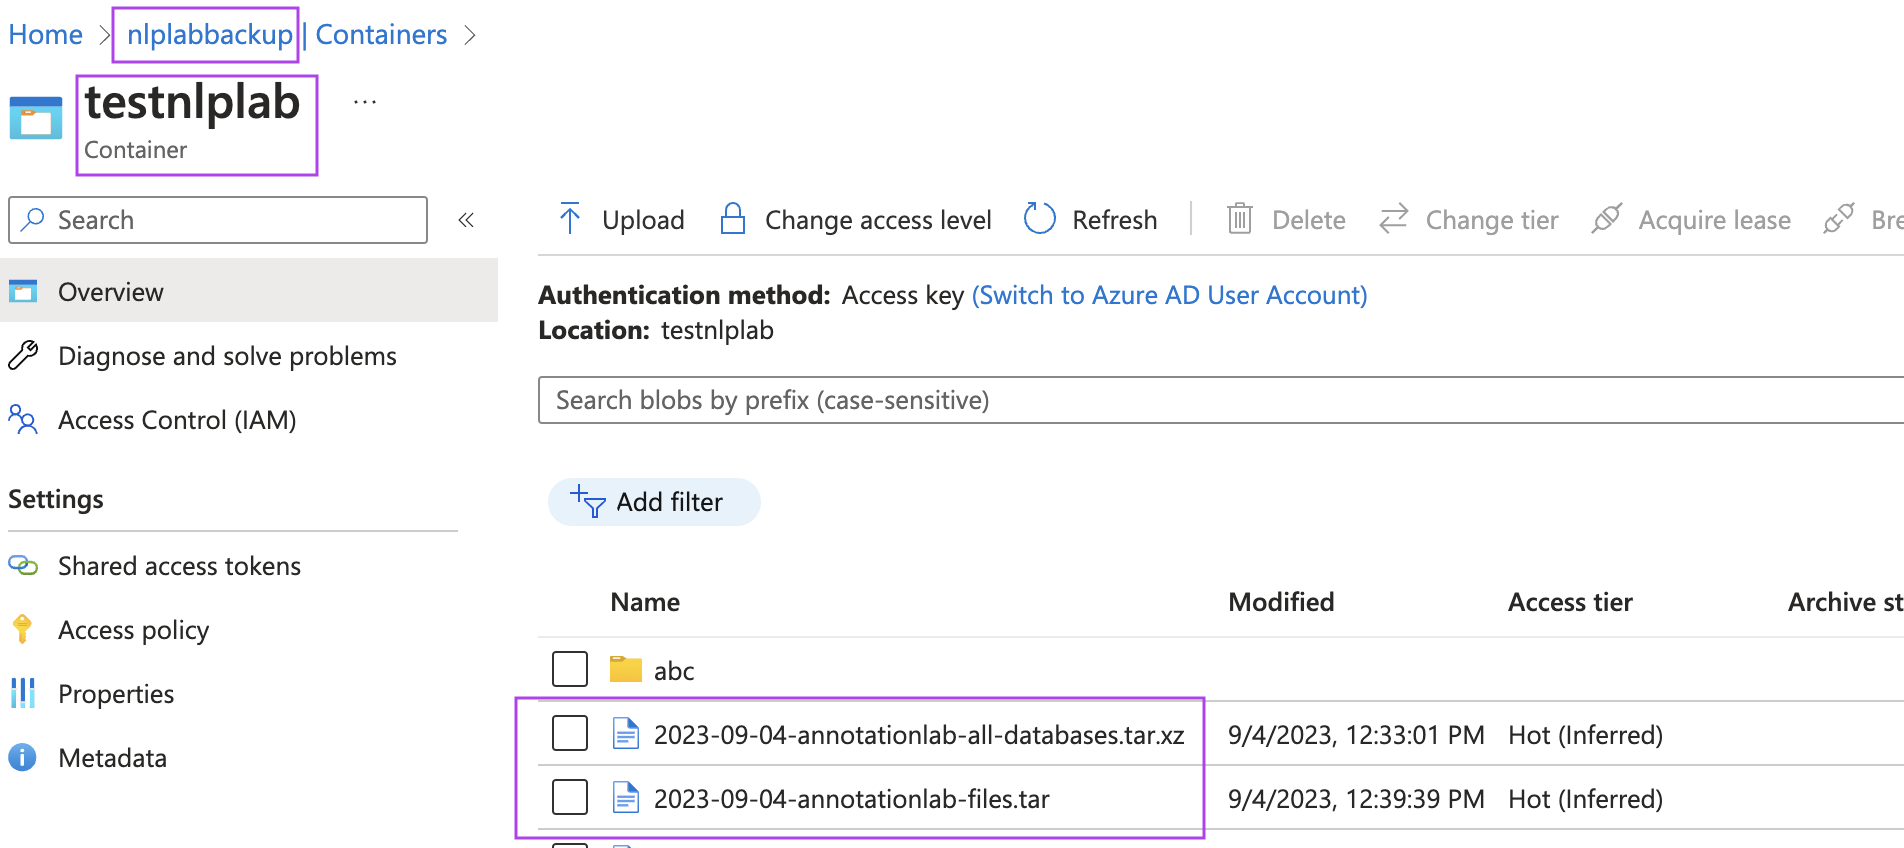 Home > nlplabbackup | Containers >
testnlplab ...
Container
Search «
Overview
Diagnose and solve problems
Access Control (IAM)
Settings
Shared access tokens
Access policy
Properties
Metadata
Upload Change access level Refresh Delete Change tier Acquire lease Bre
Authentication method: Access key (Switch to Azure AD User Account)
Location: testnlplab
Search blobs by prefix (case-sensitive)
Add filter
Name Modified Access tier Archive st
abc
2023-09-04-annotationlab-all-databases.tar.xz 9/4/2023, 12:33:01 PM Hot (Inferred)
2023-09-04-annotationlab-files.tar 9/4/2023, 12:39:39 PM Hot (Inferred)